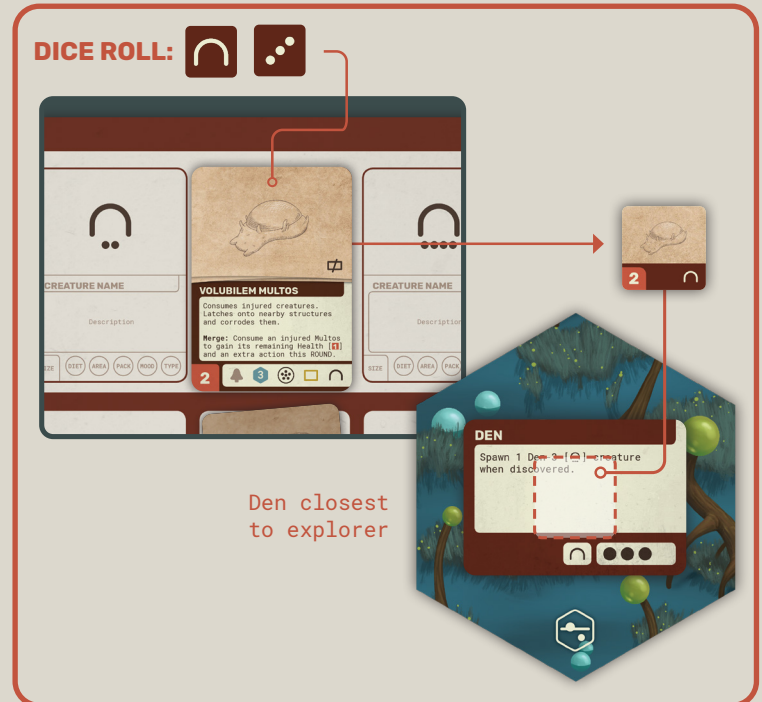 DICE ROLL:
CREATURE NAME
Description
IZE DIET AREA PACK MOOD TYPE
VOLUBILEM MULTOS
Consumes injured creatures.
Latches onto nearby structures
and corrodes them.
Merge: Consume an injured Multos
to gain its remaining Health [1]
and an extra action this ROUND.
2 3
CREATURE NAME
Description
SIZE DIET AREA PACK
2
DEN
Spawn 1 Den 3 [ ] creature
when discovered.
Den closest
to explorer